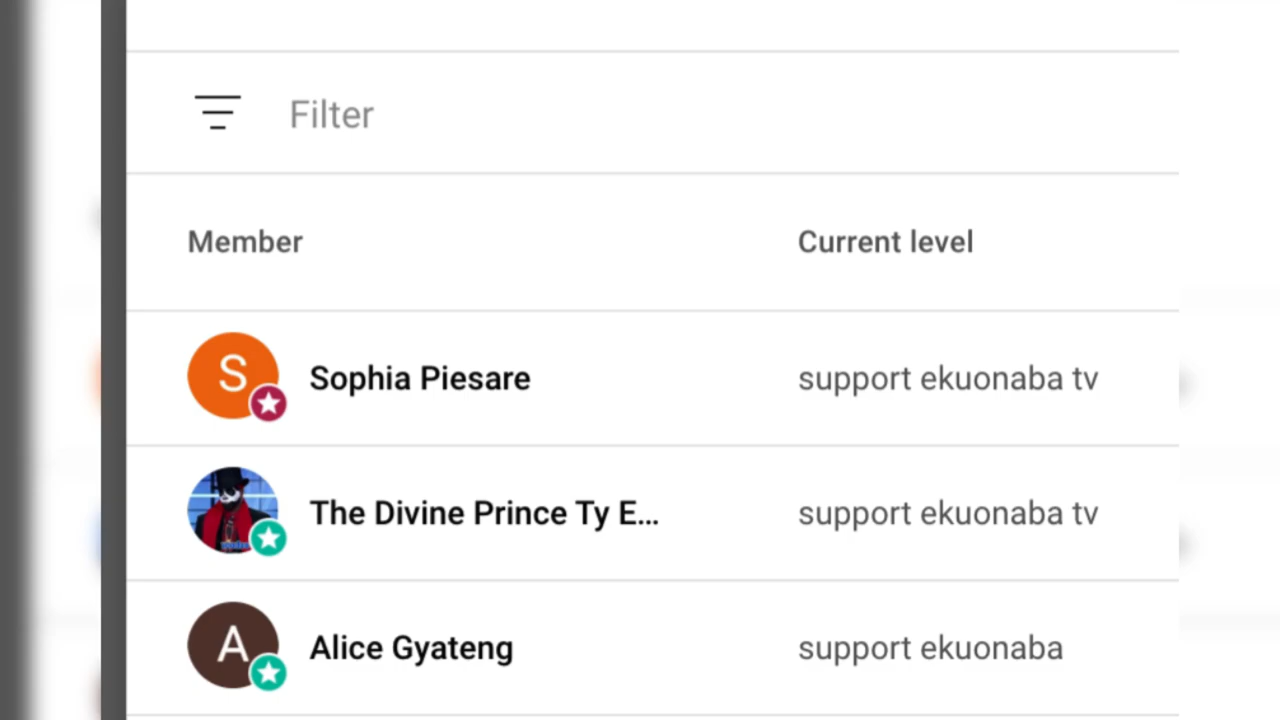 Filter
Member Current level
S Sophia Piesare support ekuonaba tv
The Divine Prince Ty E... support ekuonaba tv
A Alice Gyateng support ekuonaba